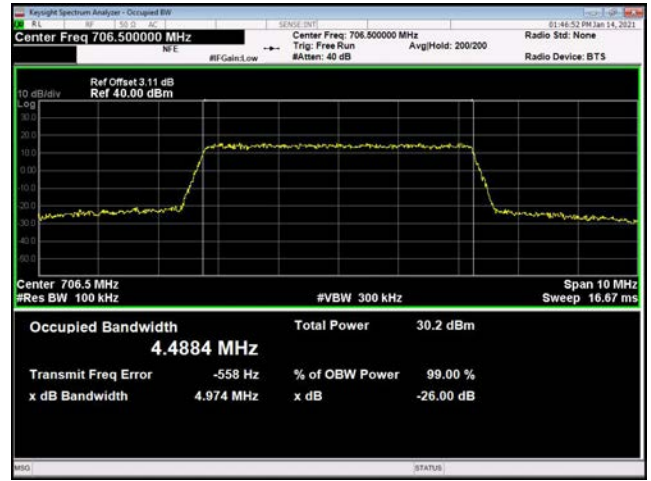 Keysight Spectrum Analyzer - Occupied BW
RL RF 50 Ω AC SENSE:INT 01:46:52 PM Jan 14, 2021
Center Freq 706.500000 MHz Center Freq: 706.500000 MHz Radio Std: None
NFE Trig: Free Run Avg|Hold: 200/200
#IFGain:Low #Atten: 40 dB Radio Device: BTS
Ref Offset 3.11 dB
10 dB/div Ref 40.00 dBm
Log
30.0
20.0
10.0
0.00
-10.0
-20.0
-30.0
-40.0
-50.0
Center 706.5 MHz Span 10 MHz
#Res BW 100 kHz #VBW 300 kHz Sweep 16.67 ms
Occupied Bandwidth Total Power 30.2 dBm
4.4884 MHz
Transmit Freq Error -558 Hz % of OBW Power 99.00 %
x dB Bandwidth 4.974 MHz x dB -26.00 dB
MSG STATUS